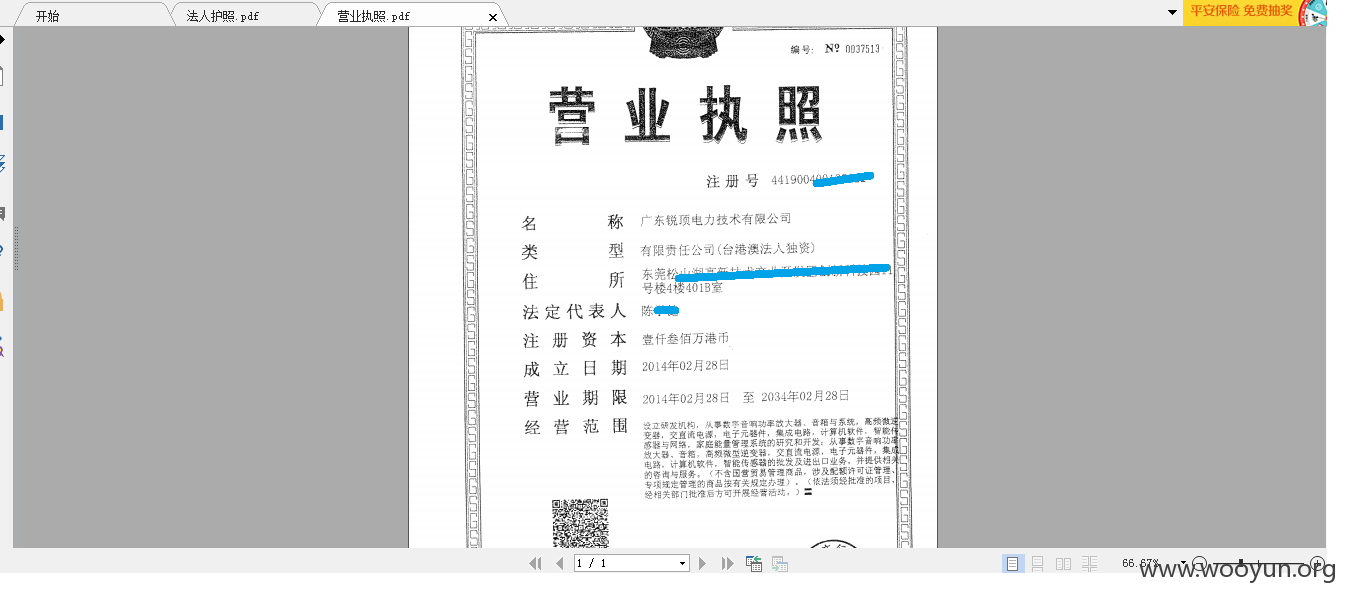 开始 法人护照.pdf 营业执照.pdf
平安保险 免费抽奖
编号: № 0037513
营业执照
注册号 44190040
名称 广东锐顶电力技术有限公司
类型 有限责任公司(台港澳法人独资)
住所 东莞松
号楼4楼401B室
法定代表人 陈
注册资本 壹仟叁佰万港币
成立日期 2014年02月28日
营业期限 2014年02月28日 至 2034年02月28日
经营范围 设立研发机构，从事数字音响功率放大器、音箱与系统，高频微逆
变器，交直流电源，电子元器件，集成电路，计算机软件，智能传
感器与网络，家庭能量管理系统的研究和开发；从事数字音响功率
放大器、音箱，高频微型逆变器，交直流电源，电子元器件，集成
电路、计算机软件，智能传感器的批发及进出口业务，并提供相关
的咨询与服务。（不含国营贸易管理商品，涉及配额许可证管理、
专项规定管理的商品按有关规定办理）。（依法须经批准的项目，
经相关部门批准后方可开展经营活动。）
1 / 1
66.67%
www.wooyun.org